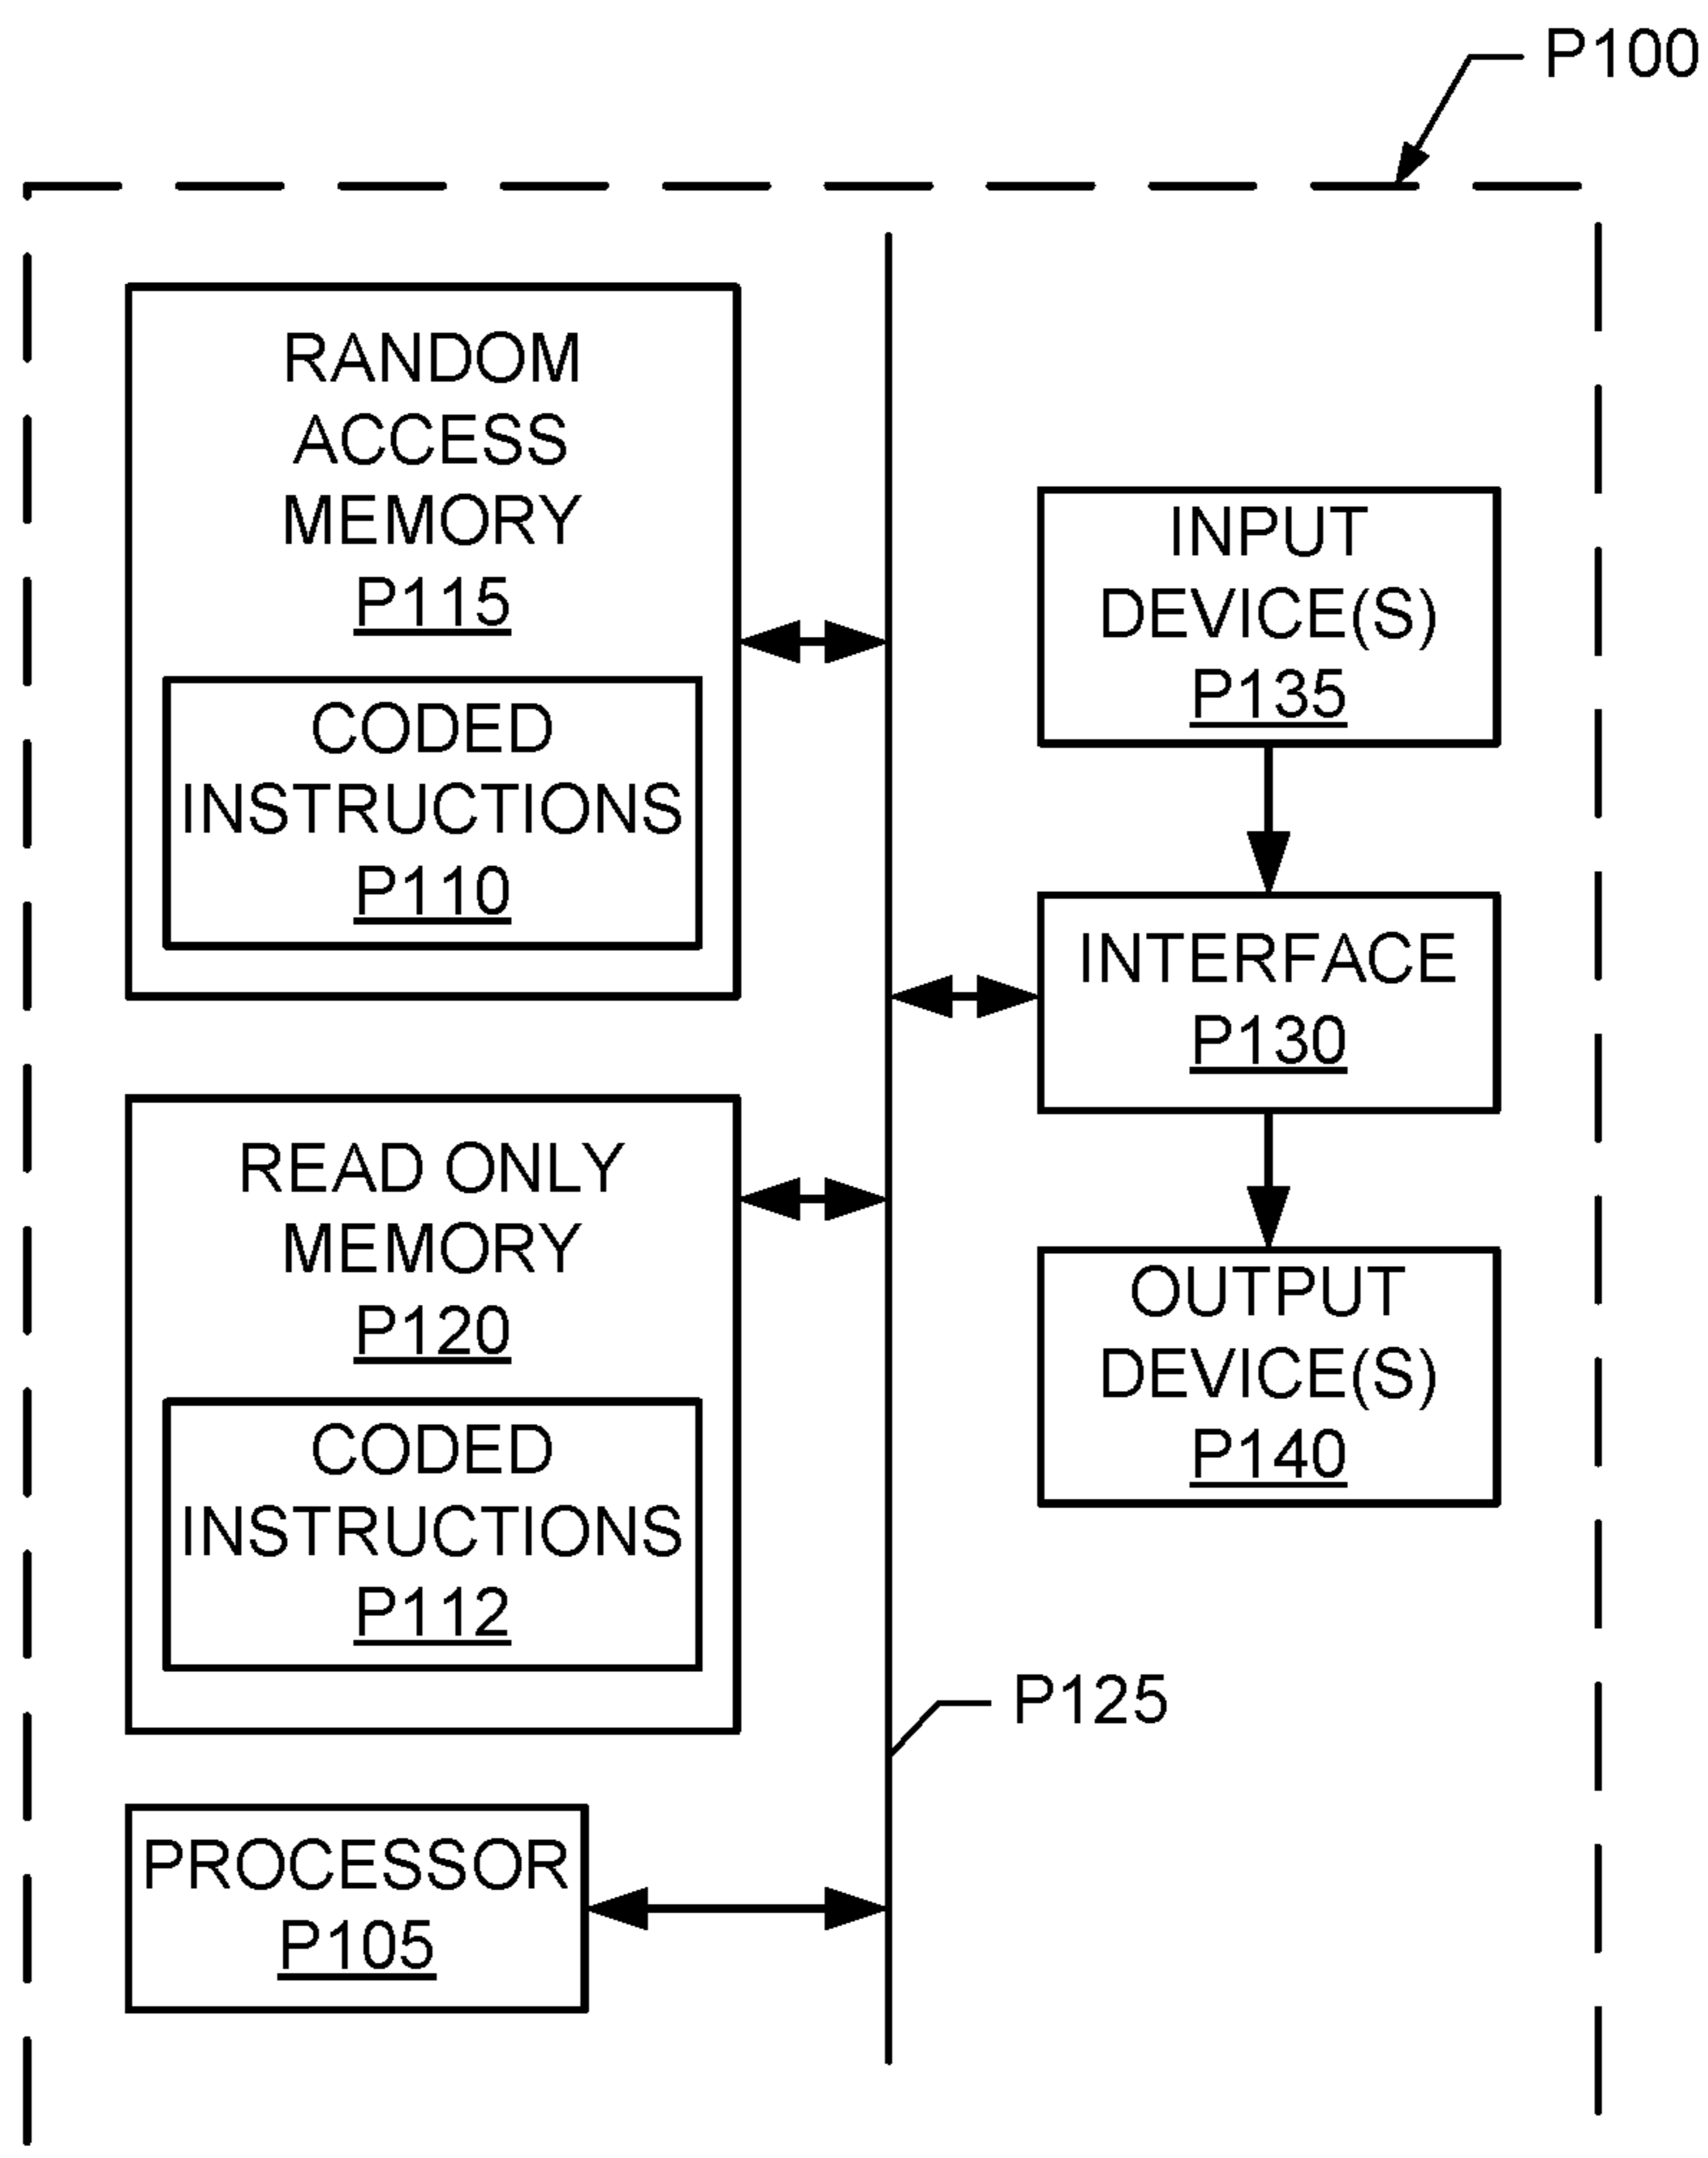 P100
RANDOM
ACCESS
MEMORY
P115
CODED
INSTRUCTIONS
P110
READ ONLY
MEMORY
P120
CODED
INSTRUCTIONS
P112
PROCESSOR
P105
INPUT
DEVICE(S)
P135
INTERFACE
P130
OUTPUT
DEVICE(S)
P140
P125